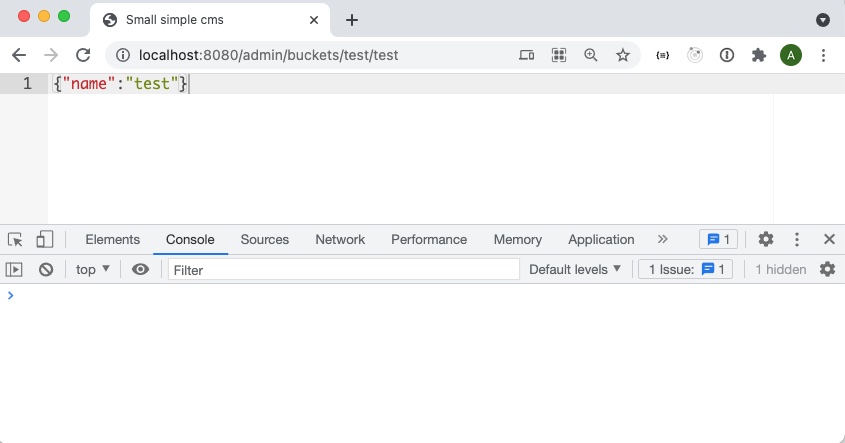 Small simple cms
localhost:8080/admin/buckets/test/test
A
1 {"name":"test"}
Elements Console Sources Network Performance Memory Application » 1
top Filter Default levels 1 Issue: 1 1 hidden